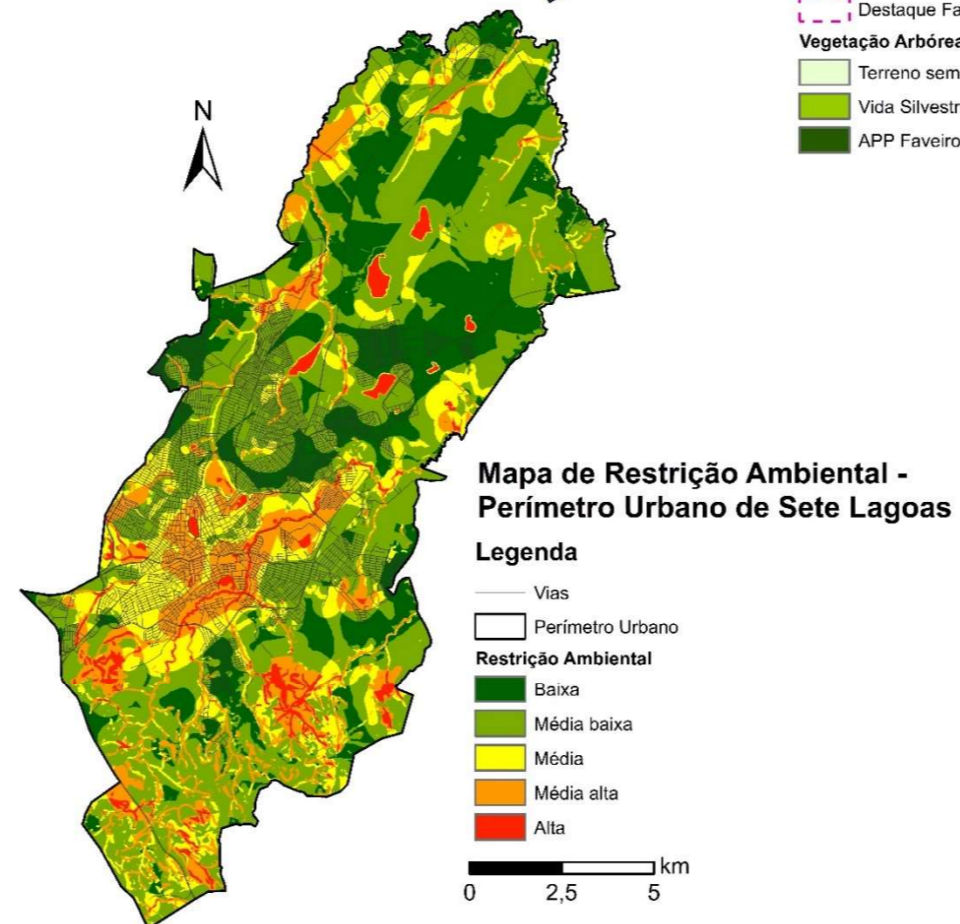 Destaque
Vegetação Arbórea
Terreno sem
Vida Silvestr
APP Faveiro
N
Mapa de Restrição Ambiental -
Perímetro Urbano de Sete Lagoas
Legenda
Vias
Perímetro Urbano
Restrição Ambiental
Baixa
Média baixa
Média
Média alta
Alta
km
0 2,5 5